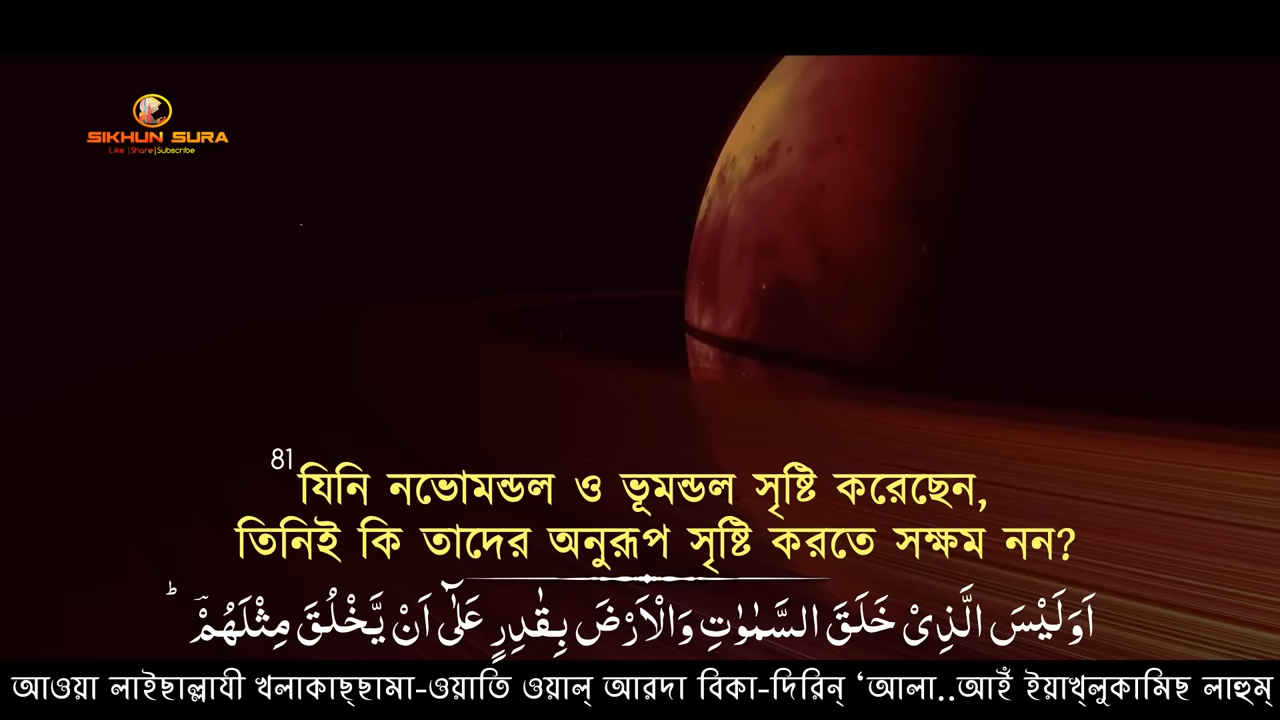 SIKHUN SURA
Like |Share|Subscribe
81
যিনি নভোমন্ডল ও ভূমন্ডল সৃষ্টি করেছেন,
তিনিই কি তাদের অনুরূপ সৃষ্টি করতে সক্ষম নন?
اَوَلَيْسَ الَّذِىْ خَلَقَ السَّمٰوٰتِ وَالْاَرْضَ بِقٰدِرٍ عَلٰٓى اَنْ يَّخْلُقَ مِثْلَهُمْؔ ؕ
আওয়া লাইছাল্লাযী খলাকাছ্ছামা-ওয়াতি ওয়াল্ আরদা বিকা-দিরিন্ ‘আলা..আইঁ ইয়াখ্লুকামিছ লাহুম্